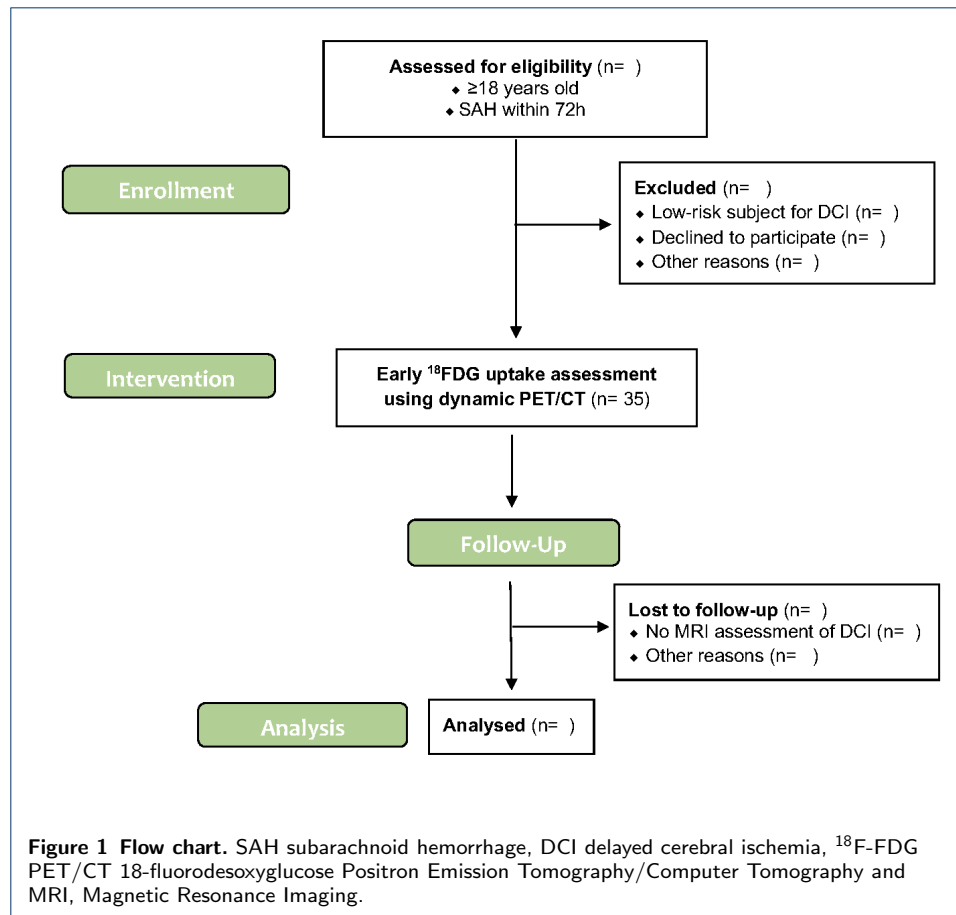 Assessed for eligibility (n=  )
◆ ≥18 years old
◆ SAH within 72h
Enrollment
Excluded (n=   )
◆ Low-risk subject for DCI (n=  )
◆ Declined to participate (n=  )
◆ Other reasons (n=  )
Intervention
Early ¹⁸FDG uptake assessment
using dynamic PET/CT (n= 35)
Follow-Up
Lost to follow-up (n=  )
◆ No MRI assessment of DCI (n=  )
◆ Other reasons (n=   )
Analysis
Analysed (n=  )
Figure 1 Flow chart. SAH subarachnoid hemorrhage, DCI delayed cerebral ischemia, ¹⁸F-FDG
PET/CT 18-fluorodesoxyglucose Positron Emission Tomography/Computer Tomography and
MRI, Magnetic Resonance Imaging.